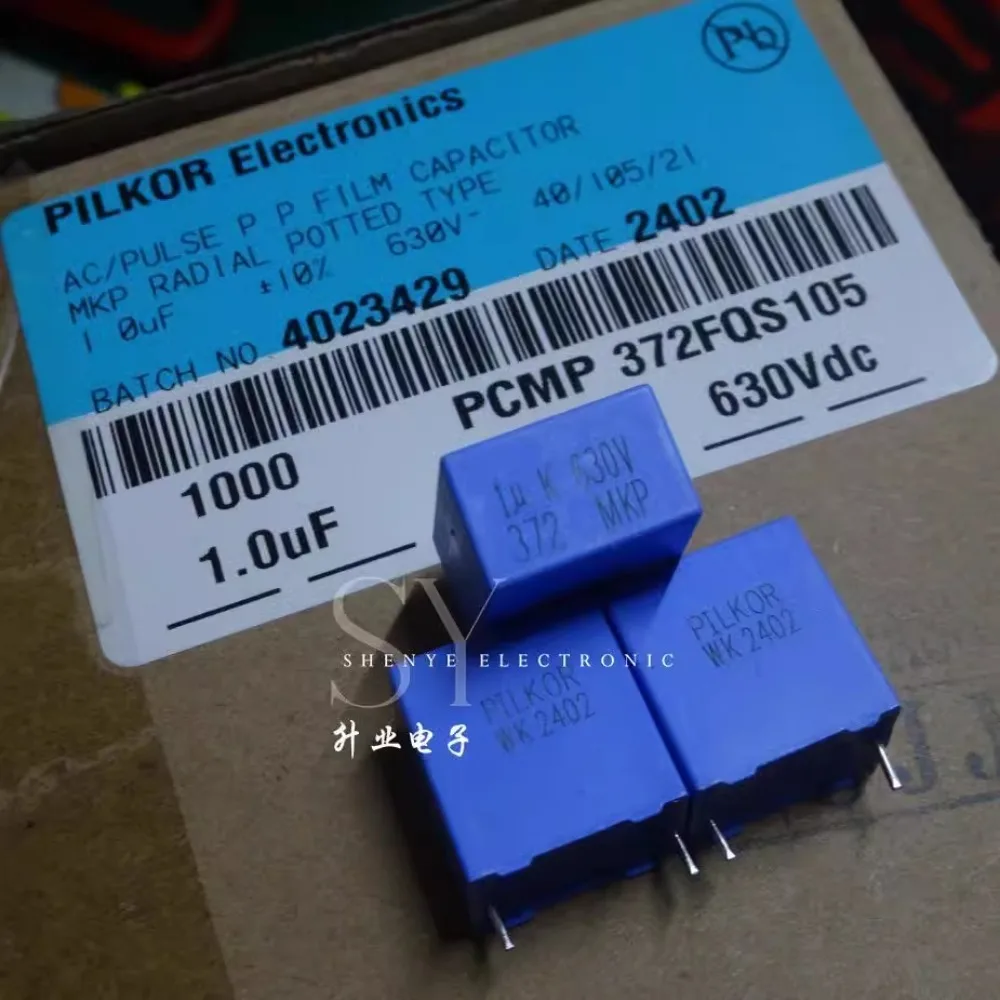 Pb
PILKOR Electronics
AC/PULSE P P FILM CAPACITOR
MKP RADIAL POTTED TYPE
1 0uF ±10% 630V- 40/105/21
BATCH NO 4023429 DATE 2402
PCMP 372FQS105
1000 630Vdc
1.0uF
1µ K 630V
372 MKP
PILKOR
WK 2402
SY
SHENYE ELECTRONIC
升业电子
PILKOR
WK 2402